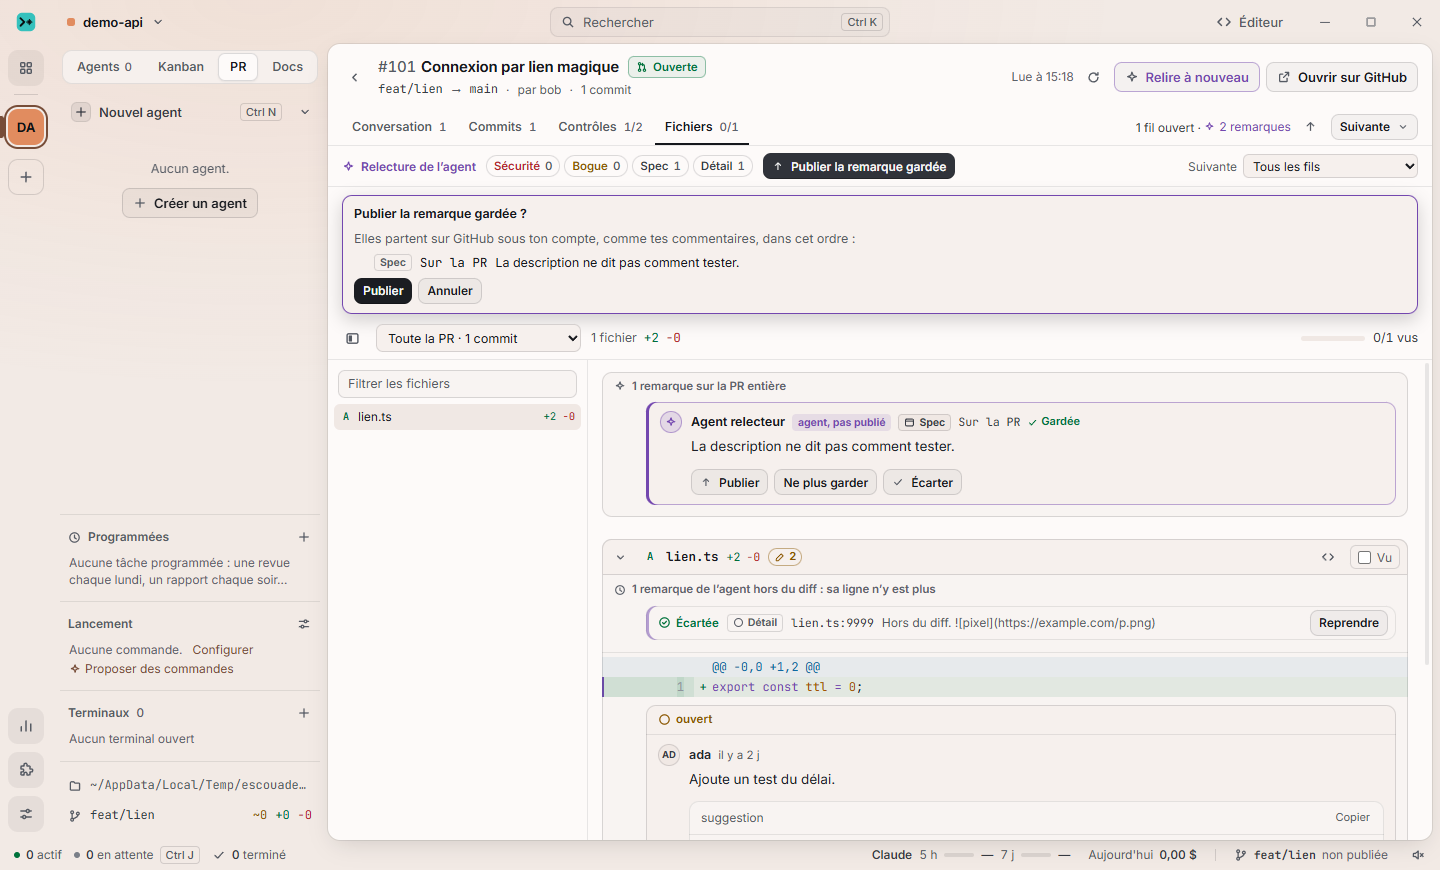 demo-api
Rechercher
Ctrl K
Éditeur
Agents 0
Kanban
PR
Docs
DA
Nouvel agent
Ctrl N
Aucun agent.
Créer un agent
Programmées
Aucune tâche programmée : une revue
chaque lundi, un rapport chaque soir...
Lancement
Aucune commande. Configurer
Proposer des commandes
Terminaux 0
Aucun terminal ouvert
~/AppData/Local/Temp/escouade…
feat/lien ~0 +0 -0
#101 Connexion par lien magique
Ouverte
feat/lien → main · par bob · 1 commit
Lue à 15:18
Relire à nouveau
Ouvrir sur GitHub
Conversation 1
Commits 1
Contrôles 1/2
Fichiers 0/1
1 fil ouvert · 2 remarques
Suivante
Relecture de l’agent
Sécurité 0
Bogue 0
Spec 1
Détail 1
Publier la remarque gardée
Suivante
Tous les fils
Publier la remarque gardée ?
Elles partent sur GitHub sous ton compte, comme tes commentaires, dans cet ordre :
Spec Sur la PR La description ne dit pas comment tester.
Publier
Annuler
Toute la PR · 1 commit
1 fichier +2 -0
0/1 vus
Filtrer les fichiers
A lien.ts +2 -0
1 remarque sur la PR entière
Agent relecteur agent, pas publié Spec Sur la PR Gardée
La description ne dit pas comment tester.
Publier
Ne plus garder
Écarter
A lien.ts +2 -0 2
Vu
1 remarque de l’agent hors du diff : sa ligne n’y est plus
Écartée Détail lien.ts:9999 Hors du diff. ![pixel](https://example.com/p.png)
Reprendre
@@ -0,0 +1,2 @@
1 + export const ttl = 0;
ouvert
AD ada il y a 2 j
Ajoute un test du délai.
suggestion
Copier
0 actif
0 en attente
Ctrl J
0 terminé
Claude 5 h — 7 j —
Aujourd'hui 0,00 $
feat/lien non publiée